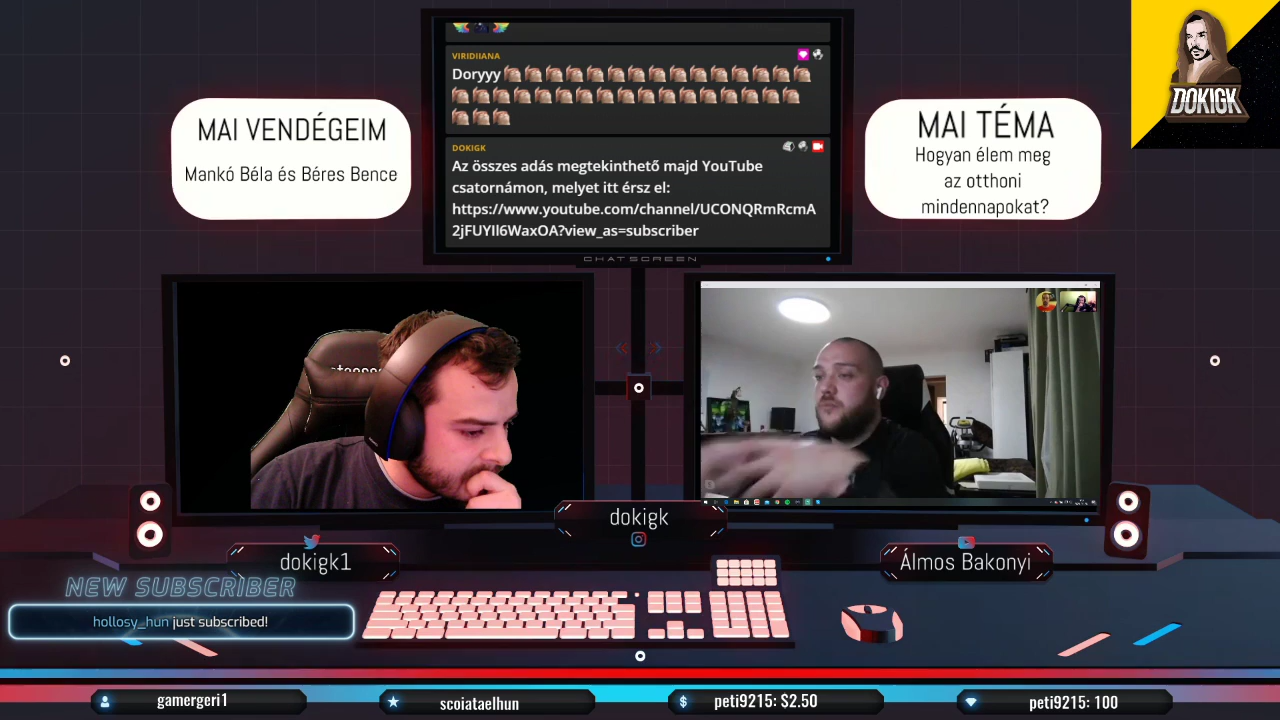 VIRIDIIANA
Doryyy
DOKIGK
Az összes adás megtekinthető majd YouTube
csatornámon, melyet itt érsz el:
https://www.youtube.com/channel/UCONQRmRcmA
2jFUYIl6WaxOA?view_as=subscriber
CHATSCREEN
MAI VENDÉGEIM
Mankó Béla és Béres Bence
MAI TÉMA
Hogyan élem meg
az otthoni
mindennapokat?
DOKIGK
dokigk
dokigk1
Álmos Bakonyi
NEW SUBSCRIBER
hollosy_hun just subscribed!
gamergeri1
scoiataelhun
$ peti9215: $2.50
peti9215: 100